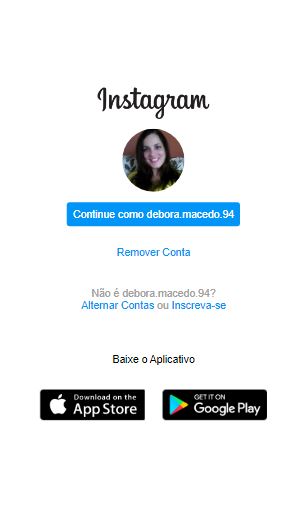 Instagram
Continue como debora.macedo.94
Remover Conta
Não é debora.macedo.94?
Alternar Contas ou Inscreva-se
Baixe o Aplicativo
Download on the
App Store
GET IT ON
Google Play